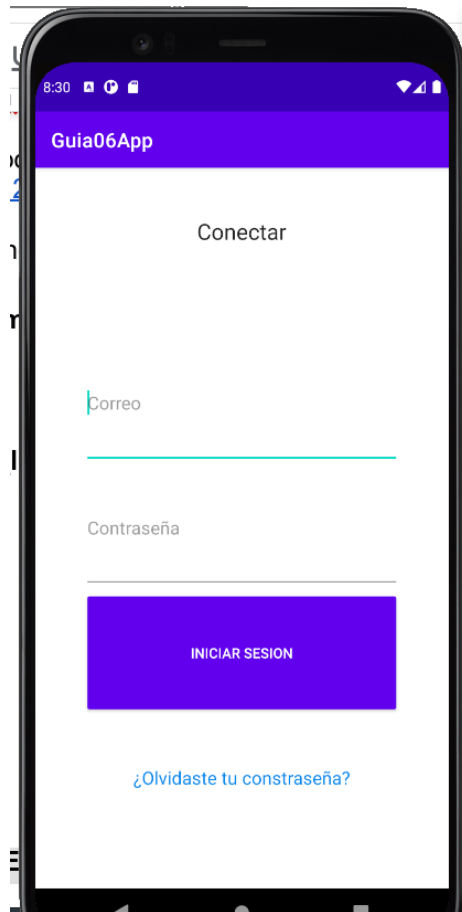 8:30
Guia06App
Conectar
Correo
Contraseña
INICIAR SESION
¿Olvidaste tu constraseña?